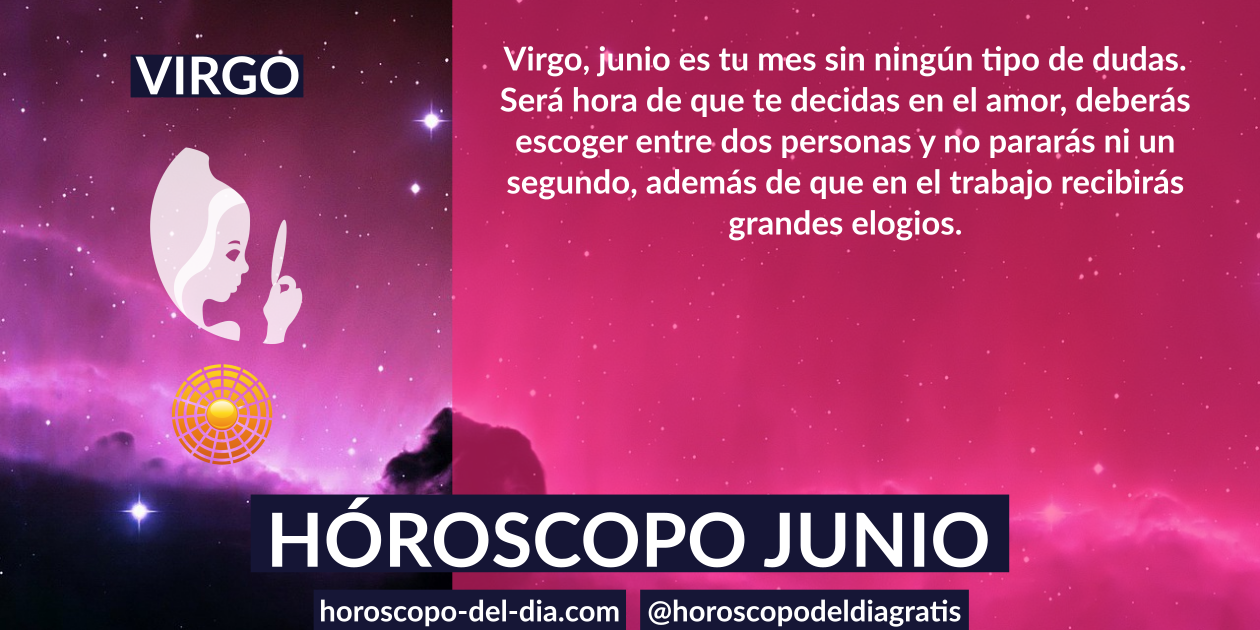 VIRGO
Virgo, junio es tu mes sin ningún tipo de dudas.
Será hora de que te decidas en el amor, deberás
escoger entre dos personas y no pararás ni un
segundo, además de que en el trabajo recibirás
grandes elogios.
HÓROSCOPO JUNIO
horoscopo-del-dia.com
@horoscopodeldiagratis